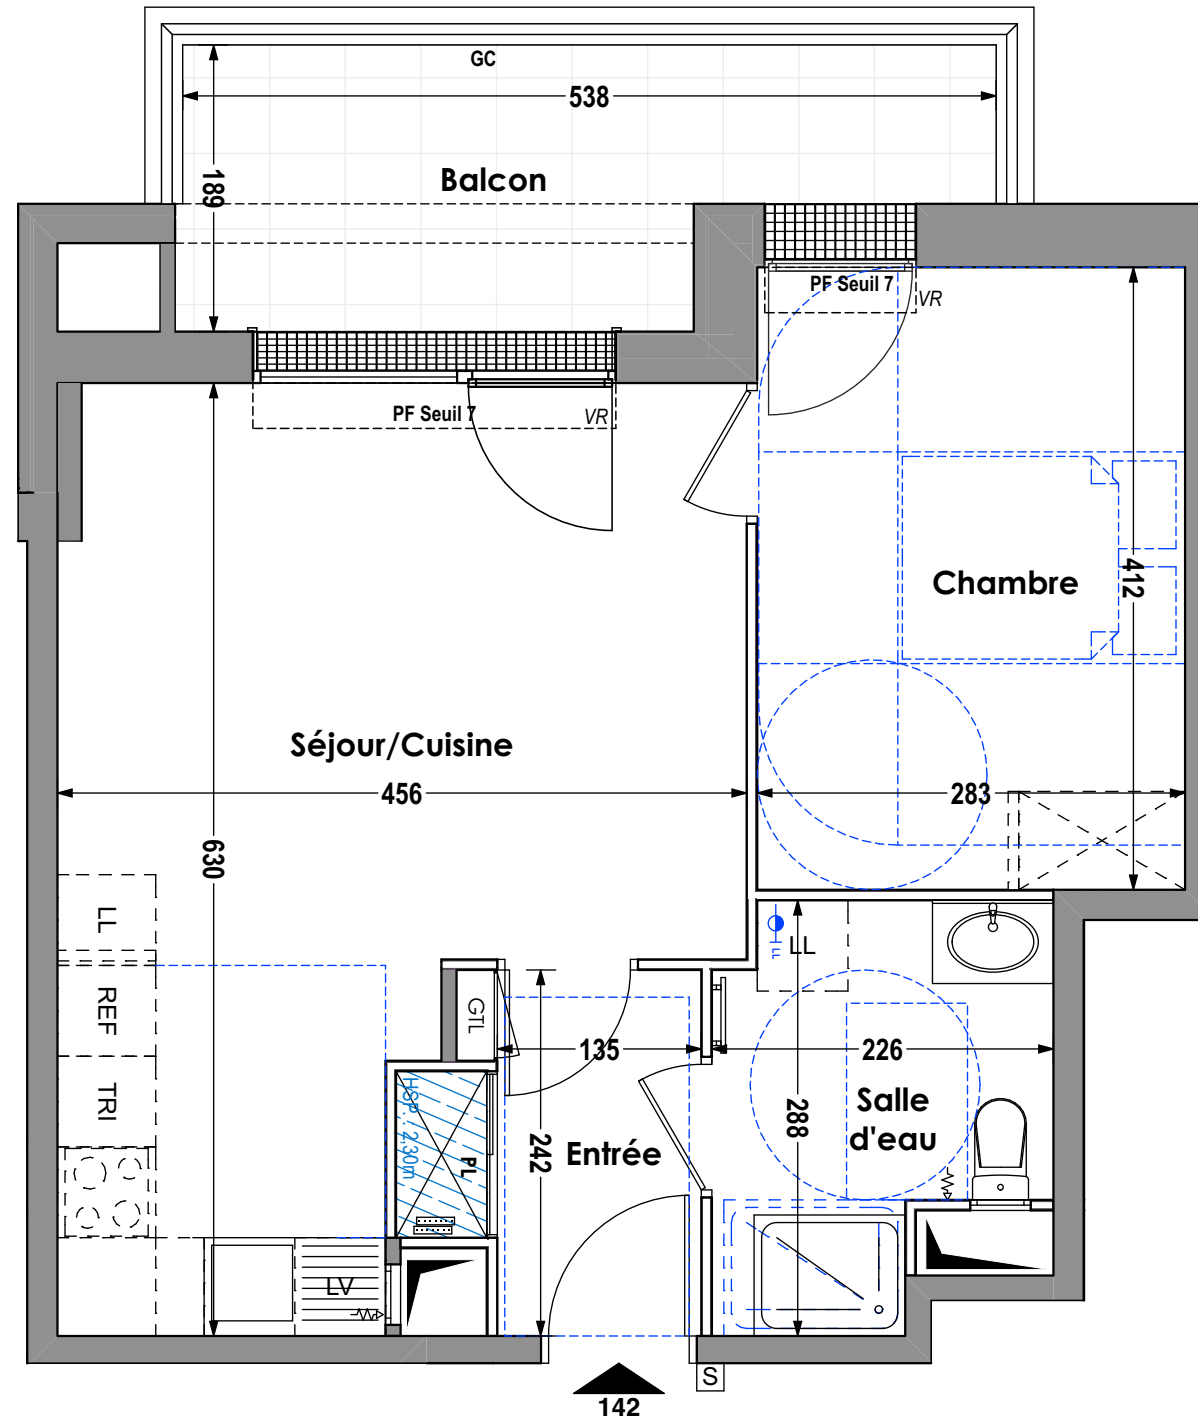 GC
538
189
Balcon
PF Seuil 7
VR
PF Seuil 7
VR
412
Chambre
Séjour/Cuisine
456
283
630
LL
LL
LL
REF
GTL
135
226
TRI
HSP : 2,30m
PL
242
288
Entrée
Salle
d'eau
LV
S
142